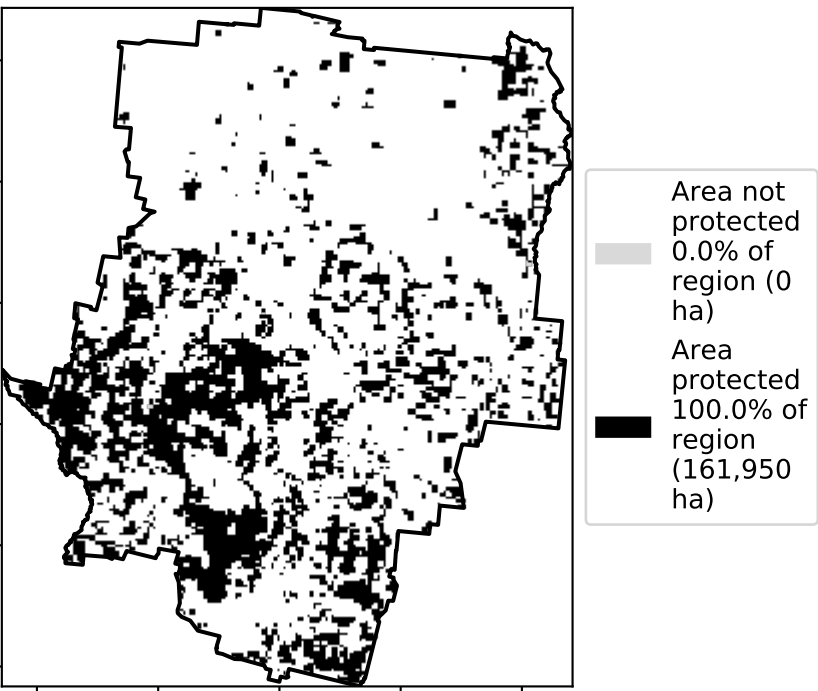 Area not
protected
0.0% of
region (0
ha)
Area
protected
100.0% of
region
(161,950
ha)